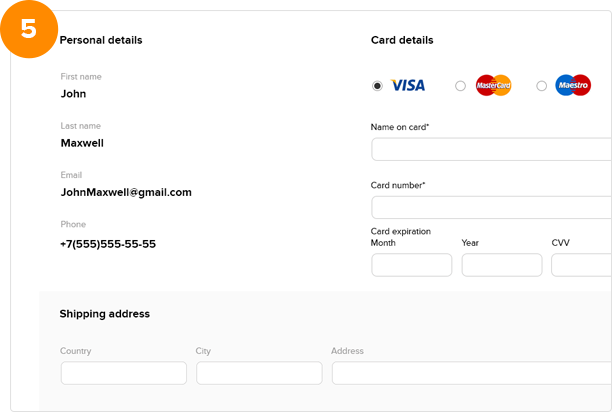 5
Personal details
First name
John
Last name
Maxwell
Email
JohnMaxwell@gmail.com
Phone
+7(555)555-55-55
Card details
VISA MasterCard Maestro
Name on card*
Card number*
Card expiration
Month Year CVV
Shipping address
Country City Address